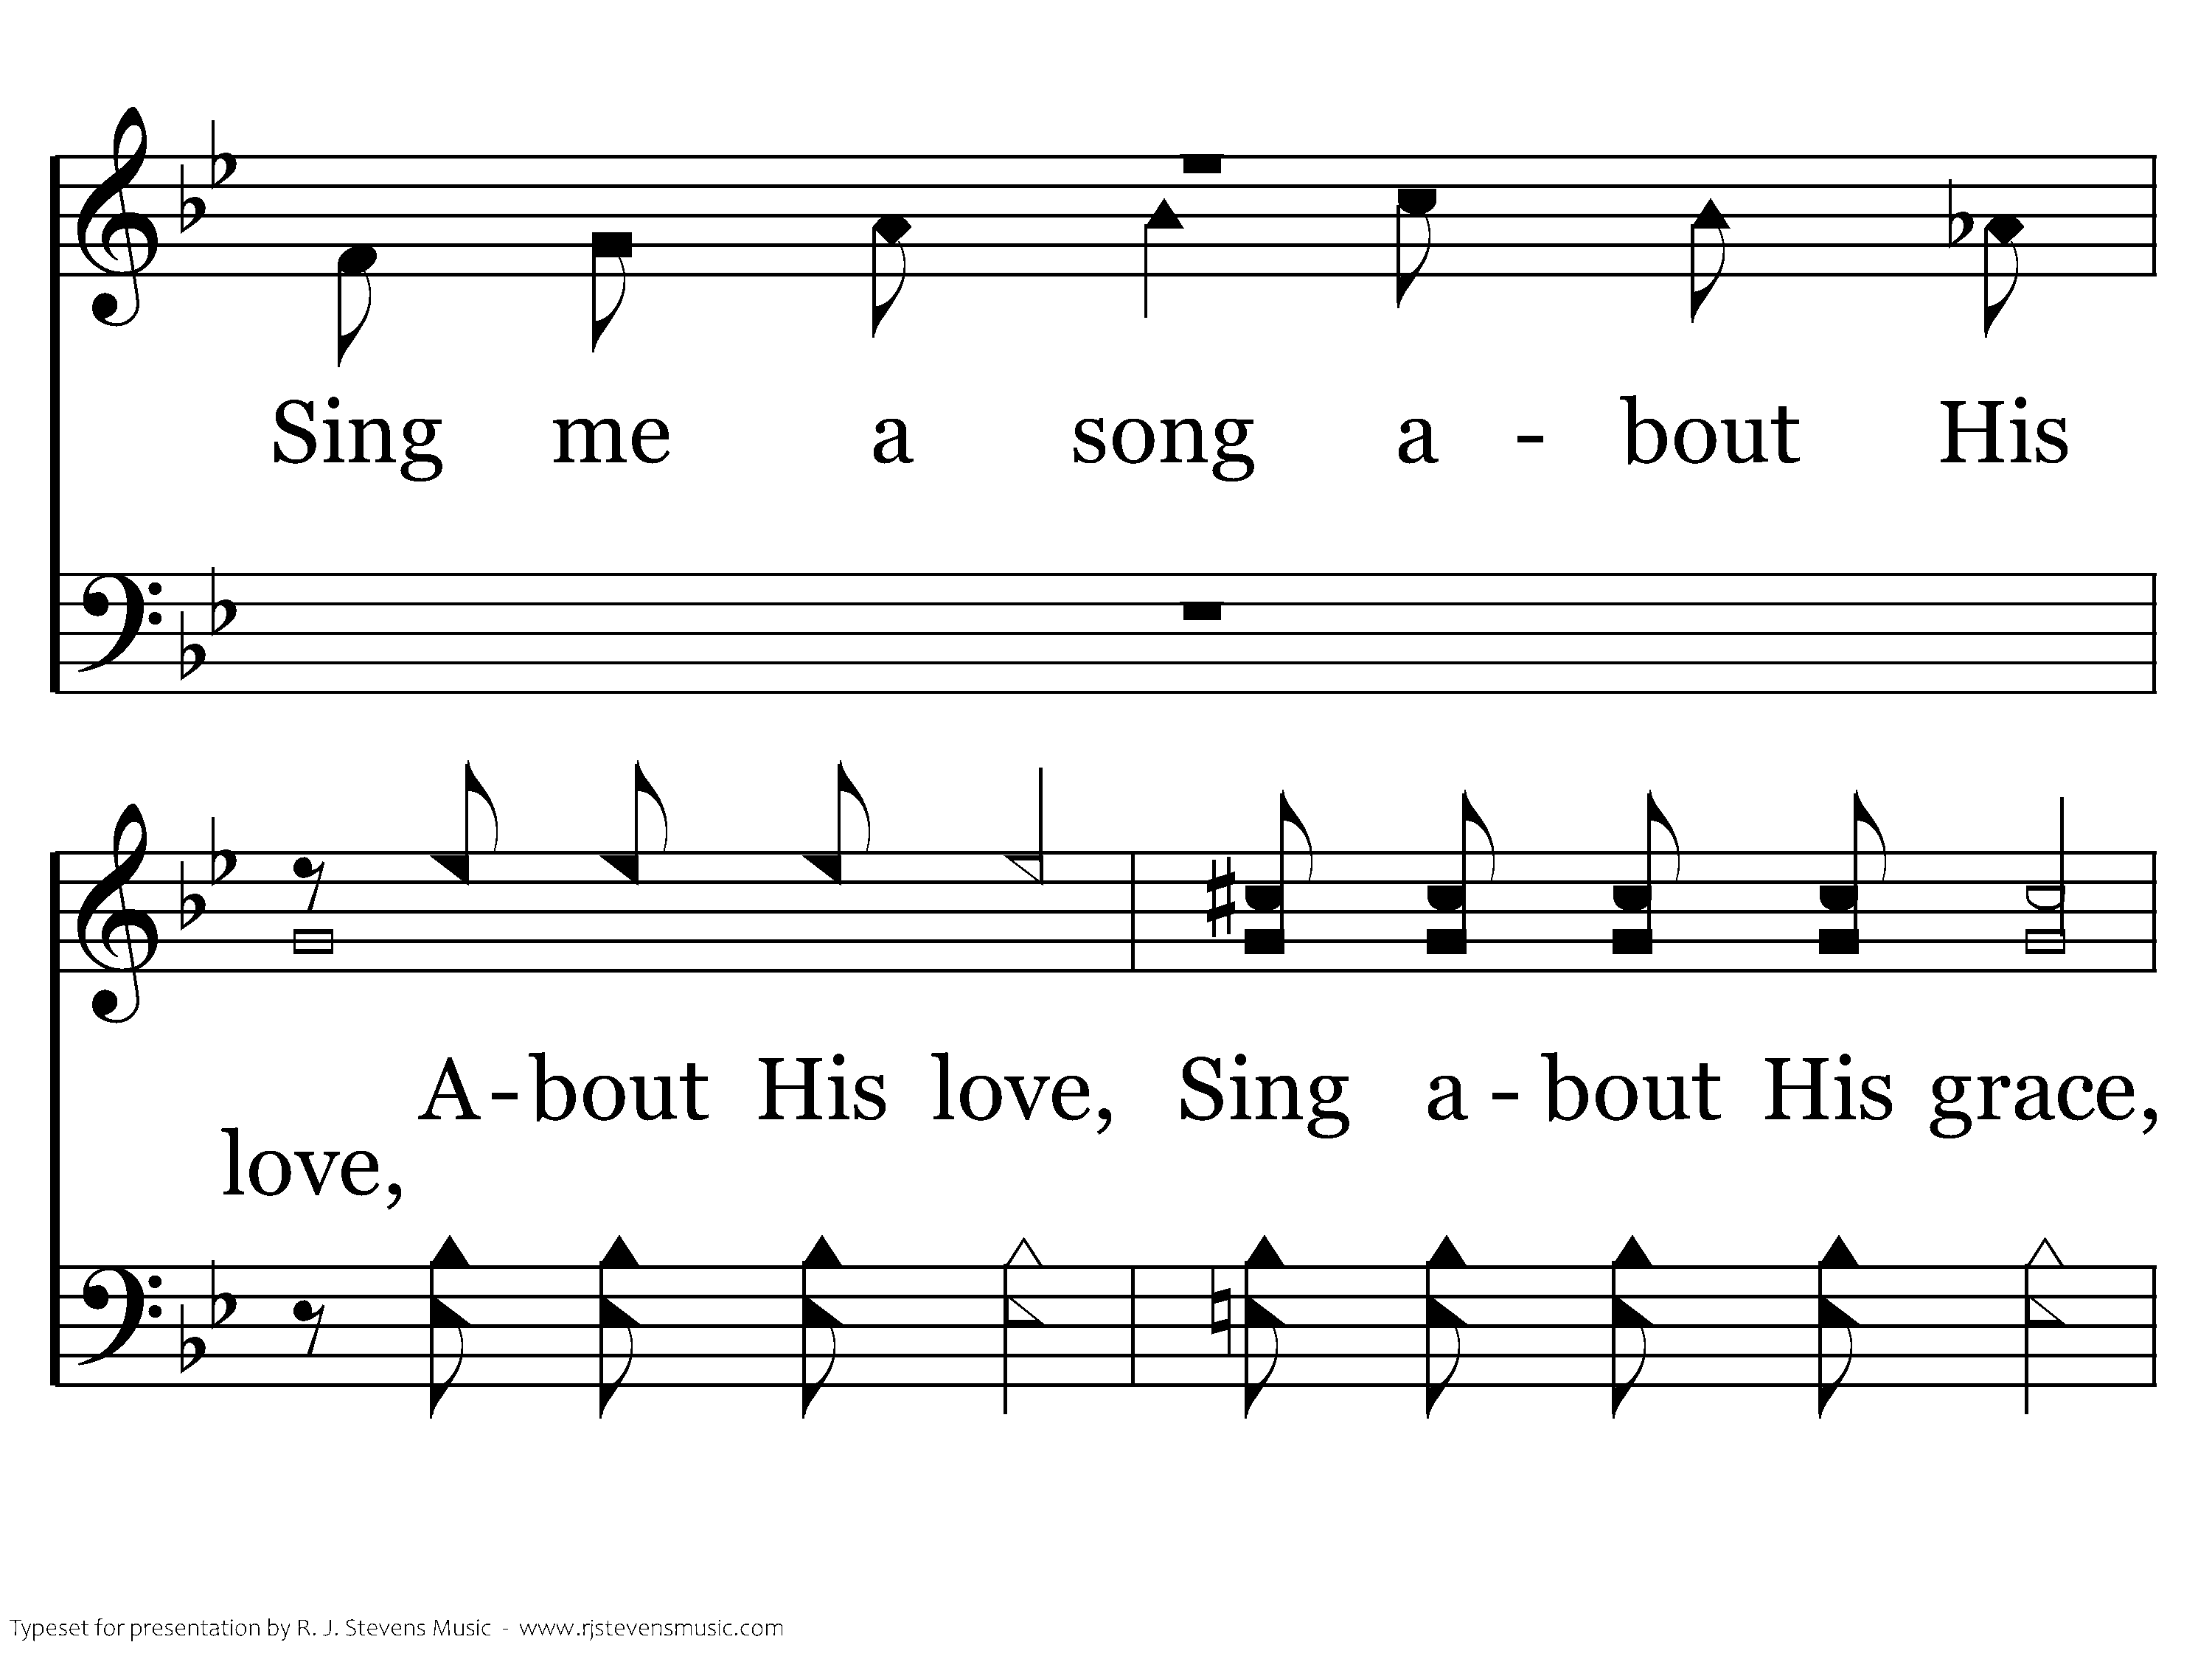 Sing me a song a - bout His
A - bout His love, Sing a - bout His grace,
love,
Typeset for presentation by R. J. Stevens Music - www.rjstevensmusic.com